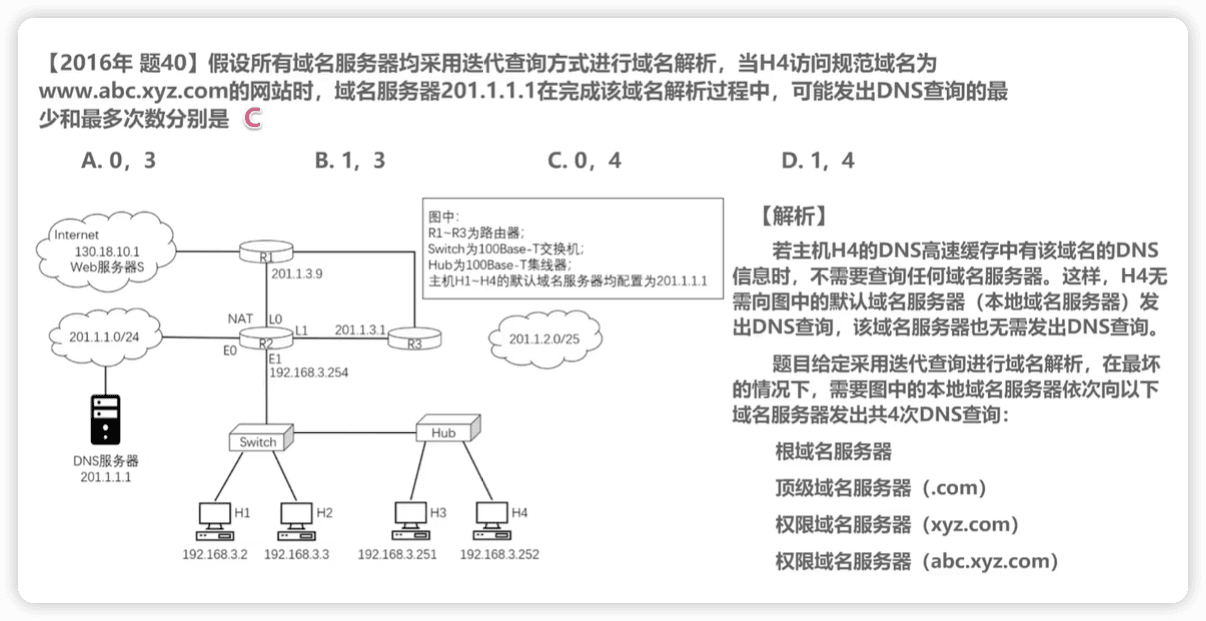 【2016年 题40】假设所有域名服务器均采用迭代查询方式进行域名解析，当H4访问规范域名为
www.abc.xyz.com的网站时，域名服务器201.1.1.1在完成该域名解析过程中，可能发出DNS查询的最
少和最多次数分别是 C
A. 0，3 B. 1，3 C. 0，4 D. 1，4
图中：
R1~R3为路由器；
Switch为100Base-T交换机；
Hub为100Base-T集线器；
主机H1~H4的默认域名服务器均配置为201.1.1.1
Internet
130.18.10.1
Web服务器S
R1
201.1.3.9
NAT L0
201.1.1.0/24
R2
L1
201.1.3.1
R3
201.1.2.0/25
E0
E1
192.168.3.254
Switch
Hub
DNS服务器
201.1.1.1
H1
H2
H3
H4
192.168.3.2
192.168.3.3
192.168.3.251
192.168.3.252
【解析】
若主机H4的DNS高速缓存中有该域名的DNS
信息时，不需要查询任何域名服务器。这样，H4无
需向图中的默认域名服务器（本地域名服务器）发
出DNS查询，该域名服务器也无需发出DNS查询。
题目给定采用迭代查询进行域名解析，在最坏
的情况下，需要图中的本地域名服务器依次向以下
域名服务器发出共4次DNS查询：
根域名服务器
顶级域名服务器（.com）
权限域名服务器（xyz.com）
权限域名服务器（abc.xyz.com）